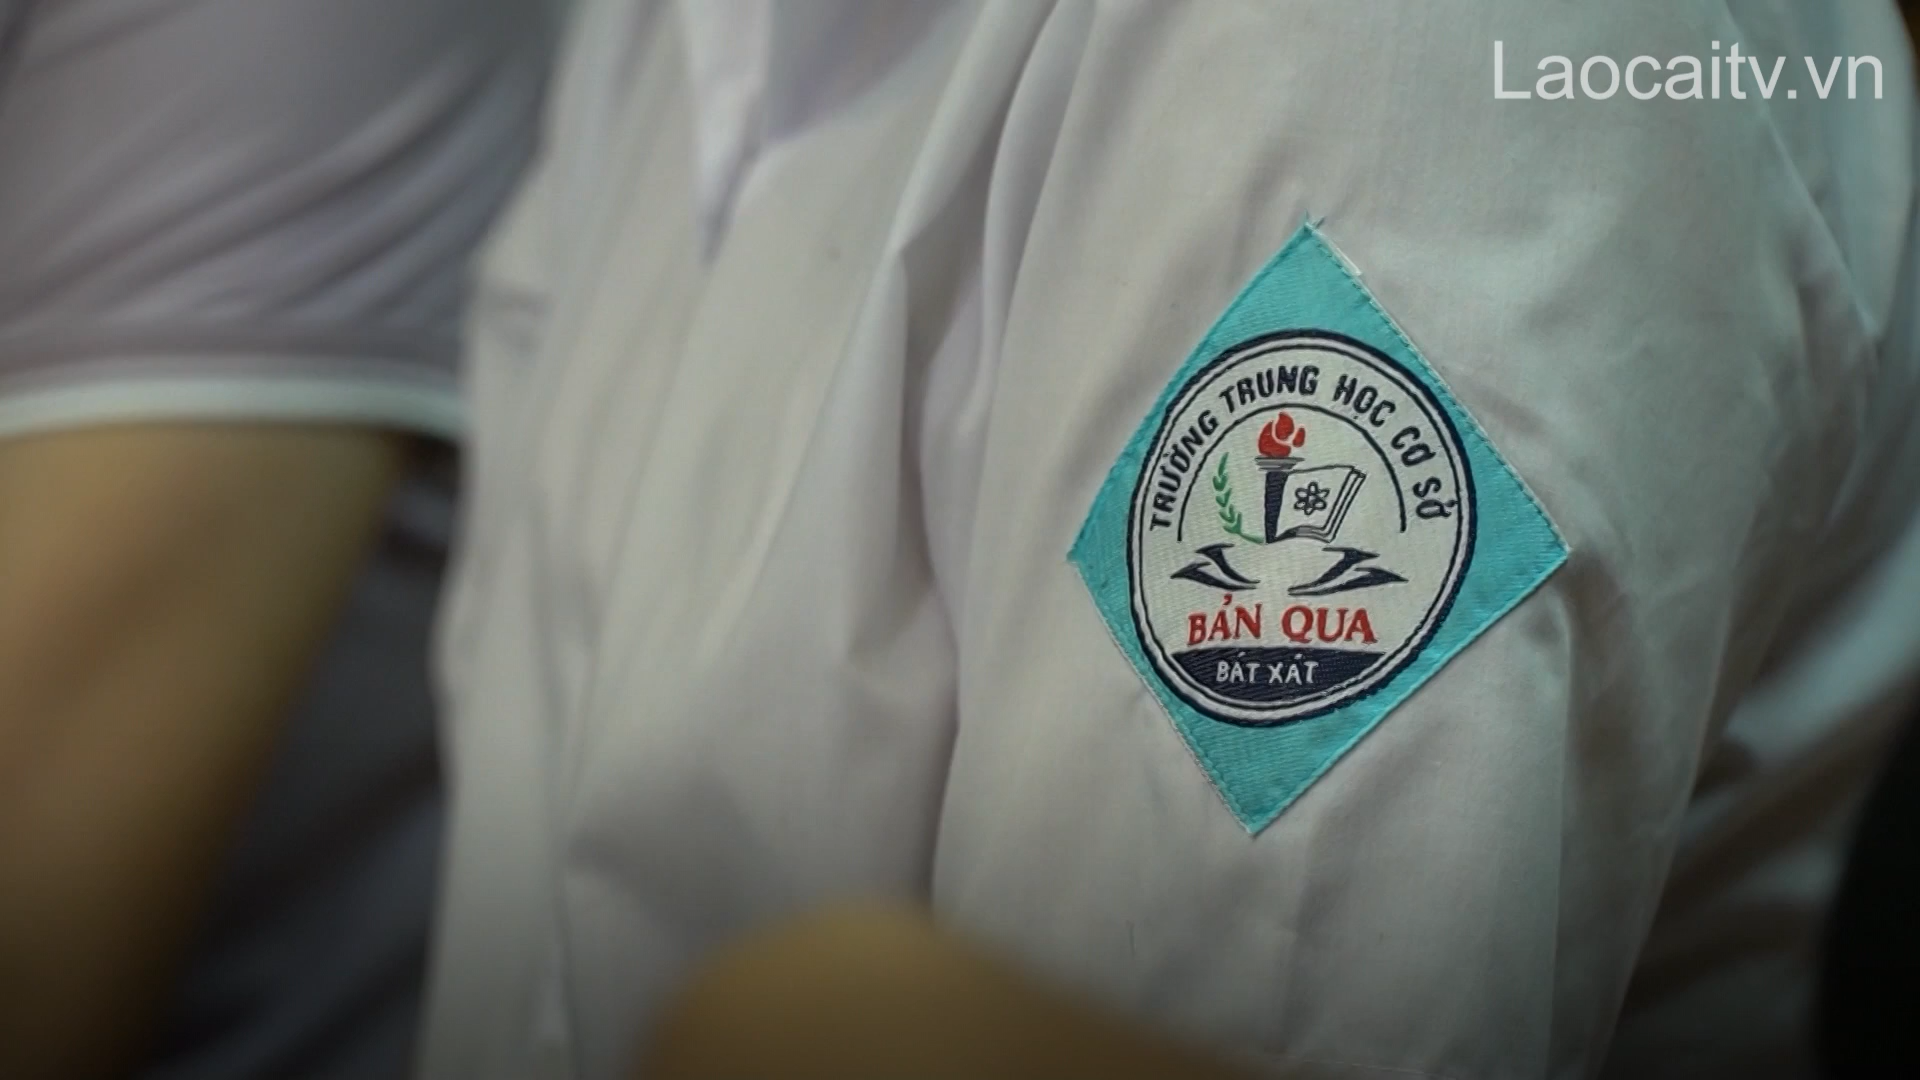 Laocaitv.vn
TRƯỜNG TRUNG HỌC CƠ SỞ
BẢN QUA
BÁT XÁT